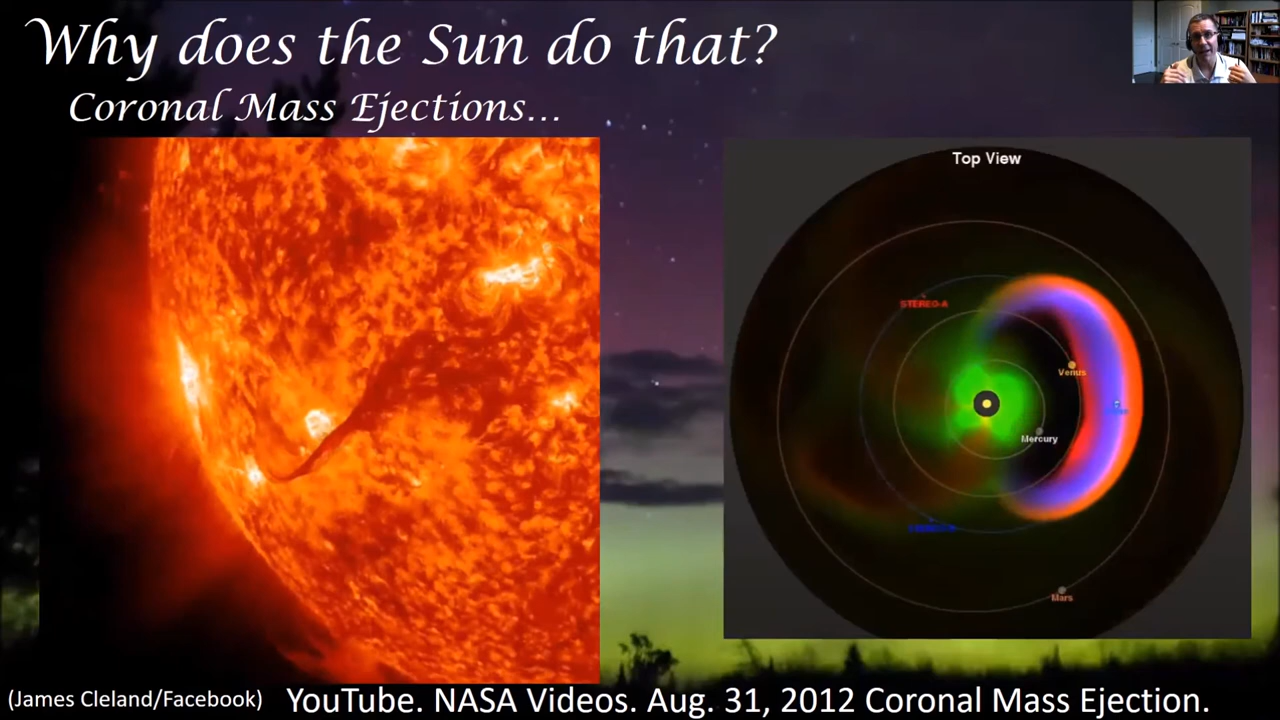 Why does the Sun do that?
Coronal Mass Ejections...
Top View
STEREO-A
Venus
Mercury
Mars
(James Cleland/Facebook) YouTube. NASA Videos. Aug. 31, 2012 Coronal Mass Ejection.